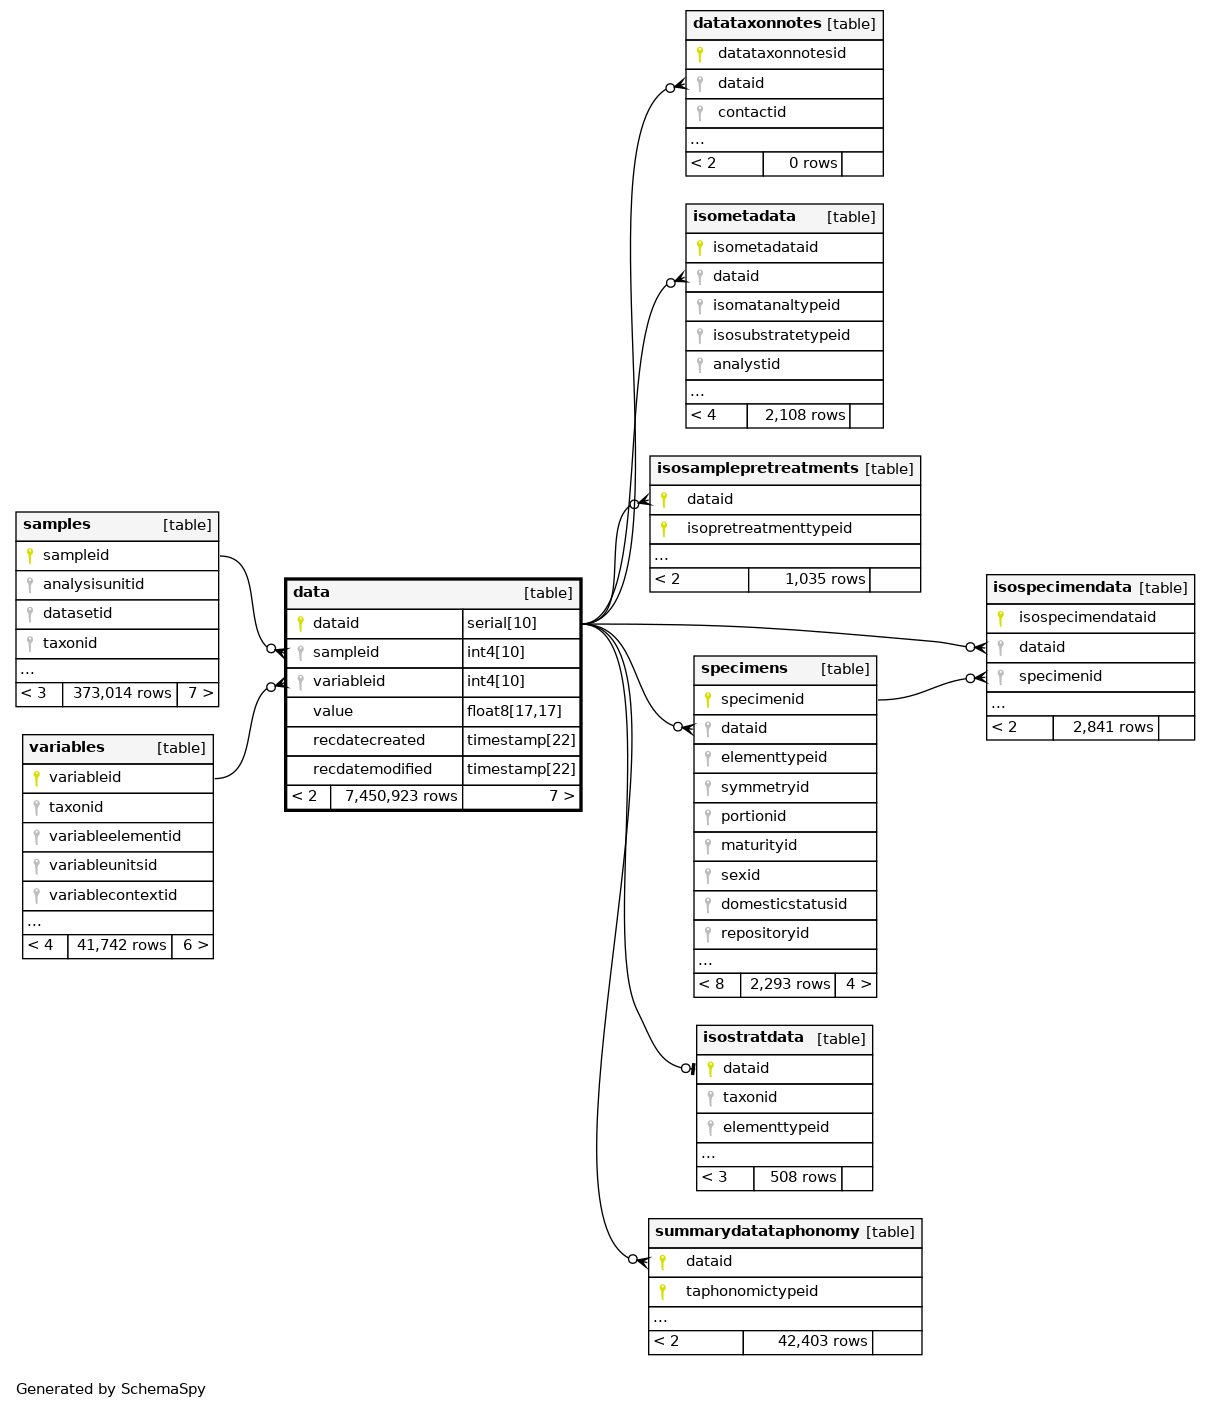 datataxonnotes [table]
datataxonnotesid
dataid
contactid
...
< 2 0 rows
isometadata [table]
isometadataid
dataid
isomatanaltypeid
isosubstratetypeid
analystid
...
< 4 2,108 rows
isosamplepretreatments [table]
dataid
isopretreatmenttypeid
...
< 2 1,035 rows
samples [table]
sampleid
analysisunitid
datasetid
taxonid
...
< 3 373,014 rows 7 >
variables [table]
variableid
taxonid
variableelementid
variableunitsid
variablecontextid
...
< 4 41,742 rows 6 >
data [table]
dataid serial[10]
sampleid int4[10]
variableid int4[10]
value float8[17,17]
recdatecreated timestamp[22]
recdatemodified timestamp[22]
< 2 7,450,923 rows 7 >
isospecimendata [table]
isospecimendataid
dataid
specimenid
...
< 2 2,841 rows
specimens [table]
specimenid
dataid
elementtypeid
symmetryid
portionid
maturityid
sexid
domesticstatusid
repositoryid
...
< 8 2,293 rows 4 >
isostratdata [table]
dataid
taxonid
elementtypeid
...
< 3 508 rows
summarydatataphonomy [table]
dataid
taphonomictypeid
...
< 2 42,403 rows
Generated by SchemaSpy